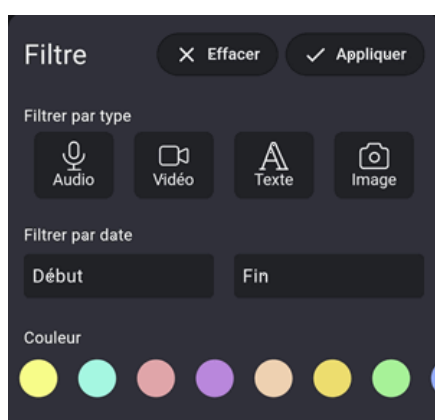 Filtre
Effacer
Appliquer
Filtrer par type
Audio
Vidéo
Texte
Image
Filtrer par date
Début
Fin
Couleur